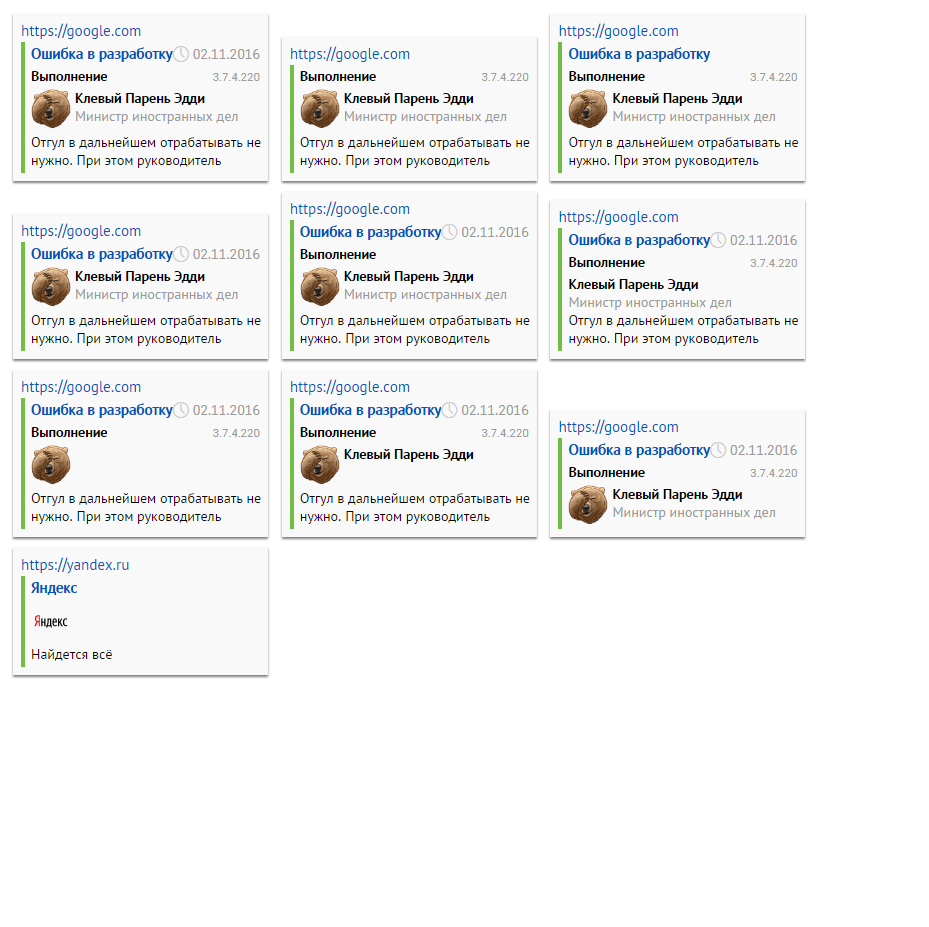 https://google.com
Ошибка в разработку 02.11.2016
Выполнение 3.7.4.220
Клевый Парень Эдди
Министр иностранных дел
Отгул в дальнейшем отрабатывать не
нужно. При этом руководитель
https://google.com
Выполнение 3.7.4.220
Клевый Парень Эдди
Министр иностранных дел
Отгул в дальнейшем отрабатывать не
нужно. При этом руководитель
https://google.com
Ошибка в разработку
Выполнение 3.7.4.220
Клевый Парень Эдди
Министр иностранных дел
Отгул в дальнейшем отрабатывать не
нужно. При этом руководитель
https://google.com
Ошибка в разработку 02.11.2016
Клевый Парень Эдди
Министр иностранных дел
Отгул в дальнейшем отрабатывать не
нужно. При этом руководитель
https://google.com
Ошибка в разработку 02.11.2016
Выполнение
Клевый Парень Эдди
Министр иностранных дел
Отгул в дальнейшем отрабатывать не
нужно. При этом руководитель
https://google.com
Ошибка в разработку 02.11.2016
Выполнение 3.7.4.220
Клевый Парень Эдди
Министр иностранных дел
Отгул в дальнейшем отрабатывать не
нужно. При этом руководитель
https://google.com
Ошибка в разработку 02.11.2016
Выполнение 3.7.4.220
Отгул в дальнейшем отрабатывать не
нужно. При этом руководитель
https://google.com
Ошибка в разработку 02.11.2016
Выполнение 3.7.4.220
Клевый Парень Эдди
Отгул в дальнейшем отрабатывать не
нужно. При этом руководитель
https://google.com
Ошибка в разработку 02.11.2016
Выполнение 3.7.4.220
Клевый Парень Эдди
Министр иностранных дел
https://yandex.ru
Яндекс
Яндекс
Найдется всё